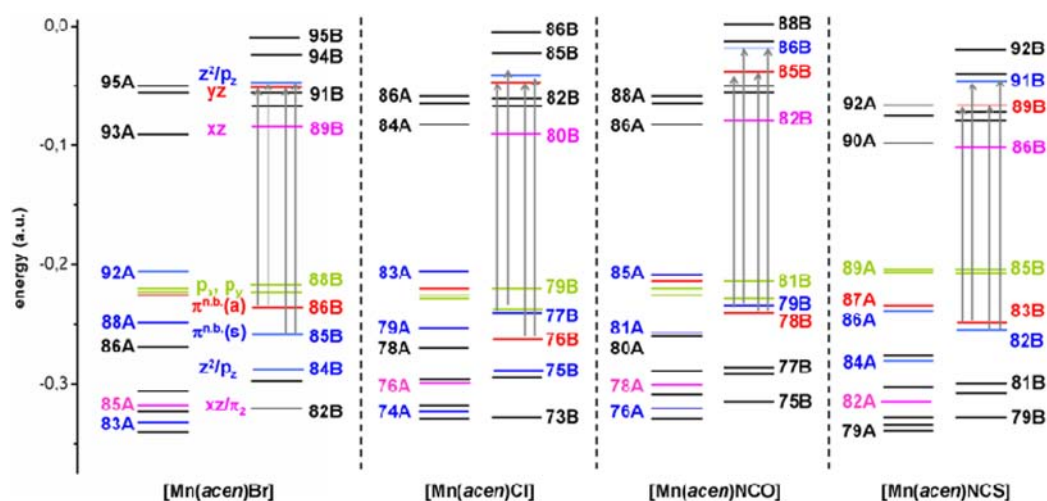 0,0
-0,1
-0,2
-0,3
energy (a.u.)
95A
93A
92A
88A
86A
85A
83A
z²/p_z
yz
xz
p_x, p_y
π^n.b.(a)
π^n.b.(s)
z²/p_z
xz/π_2
95B
94B
91B
89B
88B
86B
85B
84B
82B
[Mn(acen)Br]
86A
84A
83A
79A
78A
76A
74A
86B
85B
82B
80B
79B
77B
76B
75B
73B
[Mn(acen)Cl]
88A
86A
85A
81A
80A
78A
76A
88B
86B
85B
82B
81B
79B
78B
77B
75B
[Mn(acen)NCO]
92A
90A
89A
87A
86A
84A
82A
79A
92B
91B
89B
86B
85B
83B
82B
81B
79B
[Mn(acen)NCS]